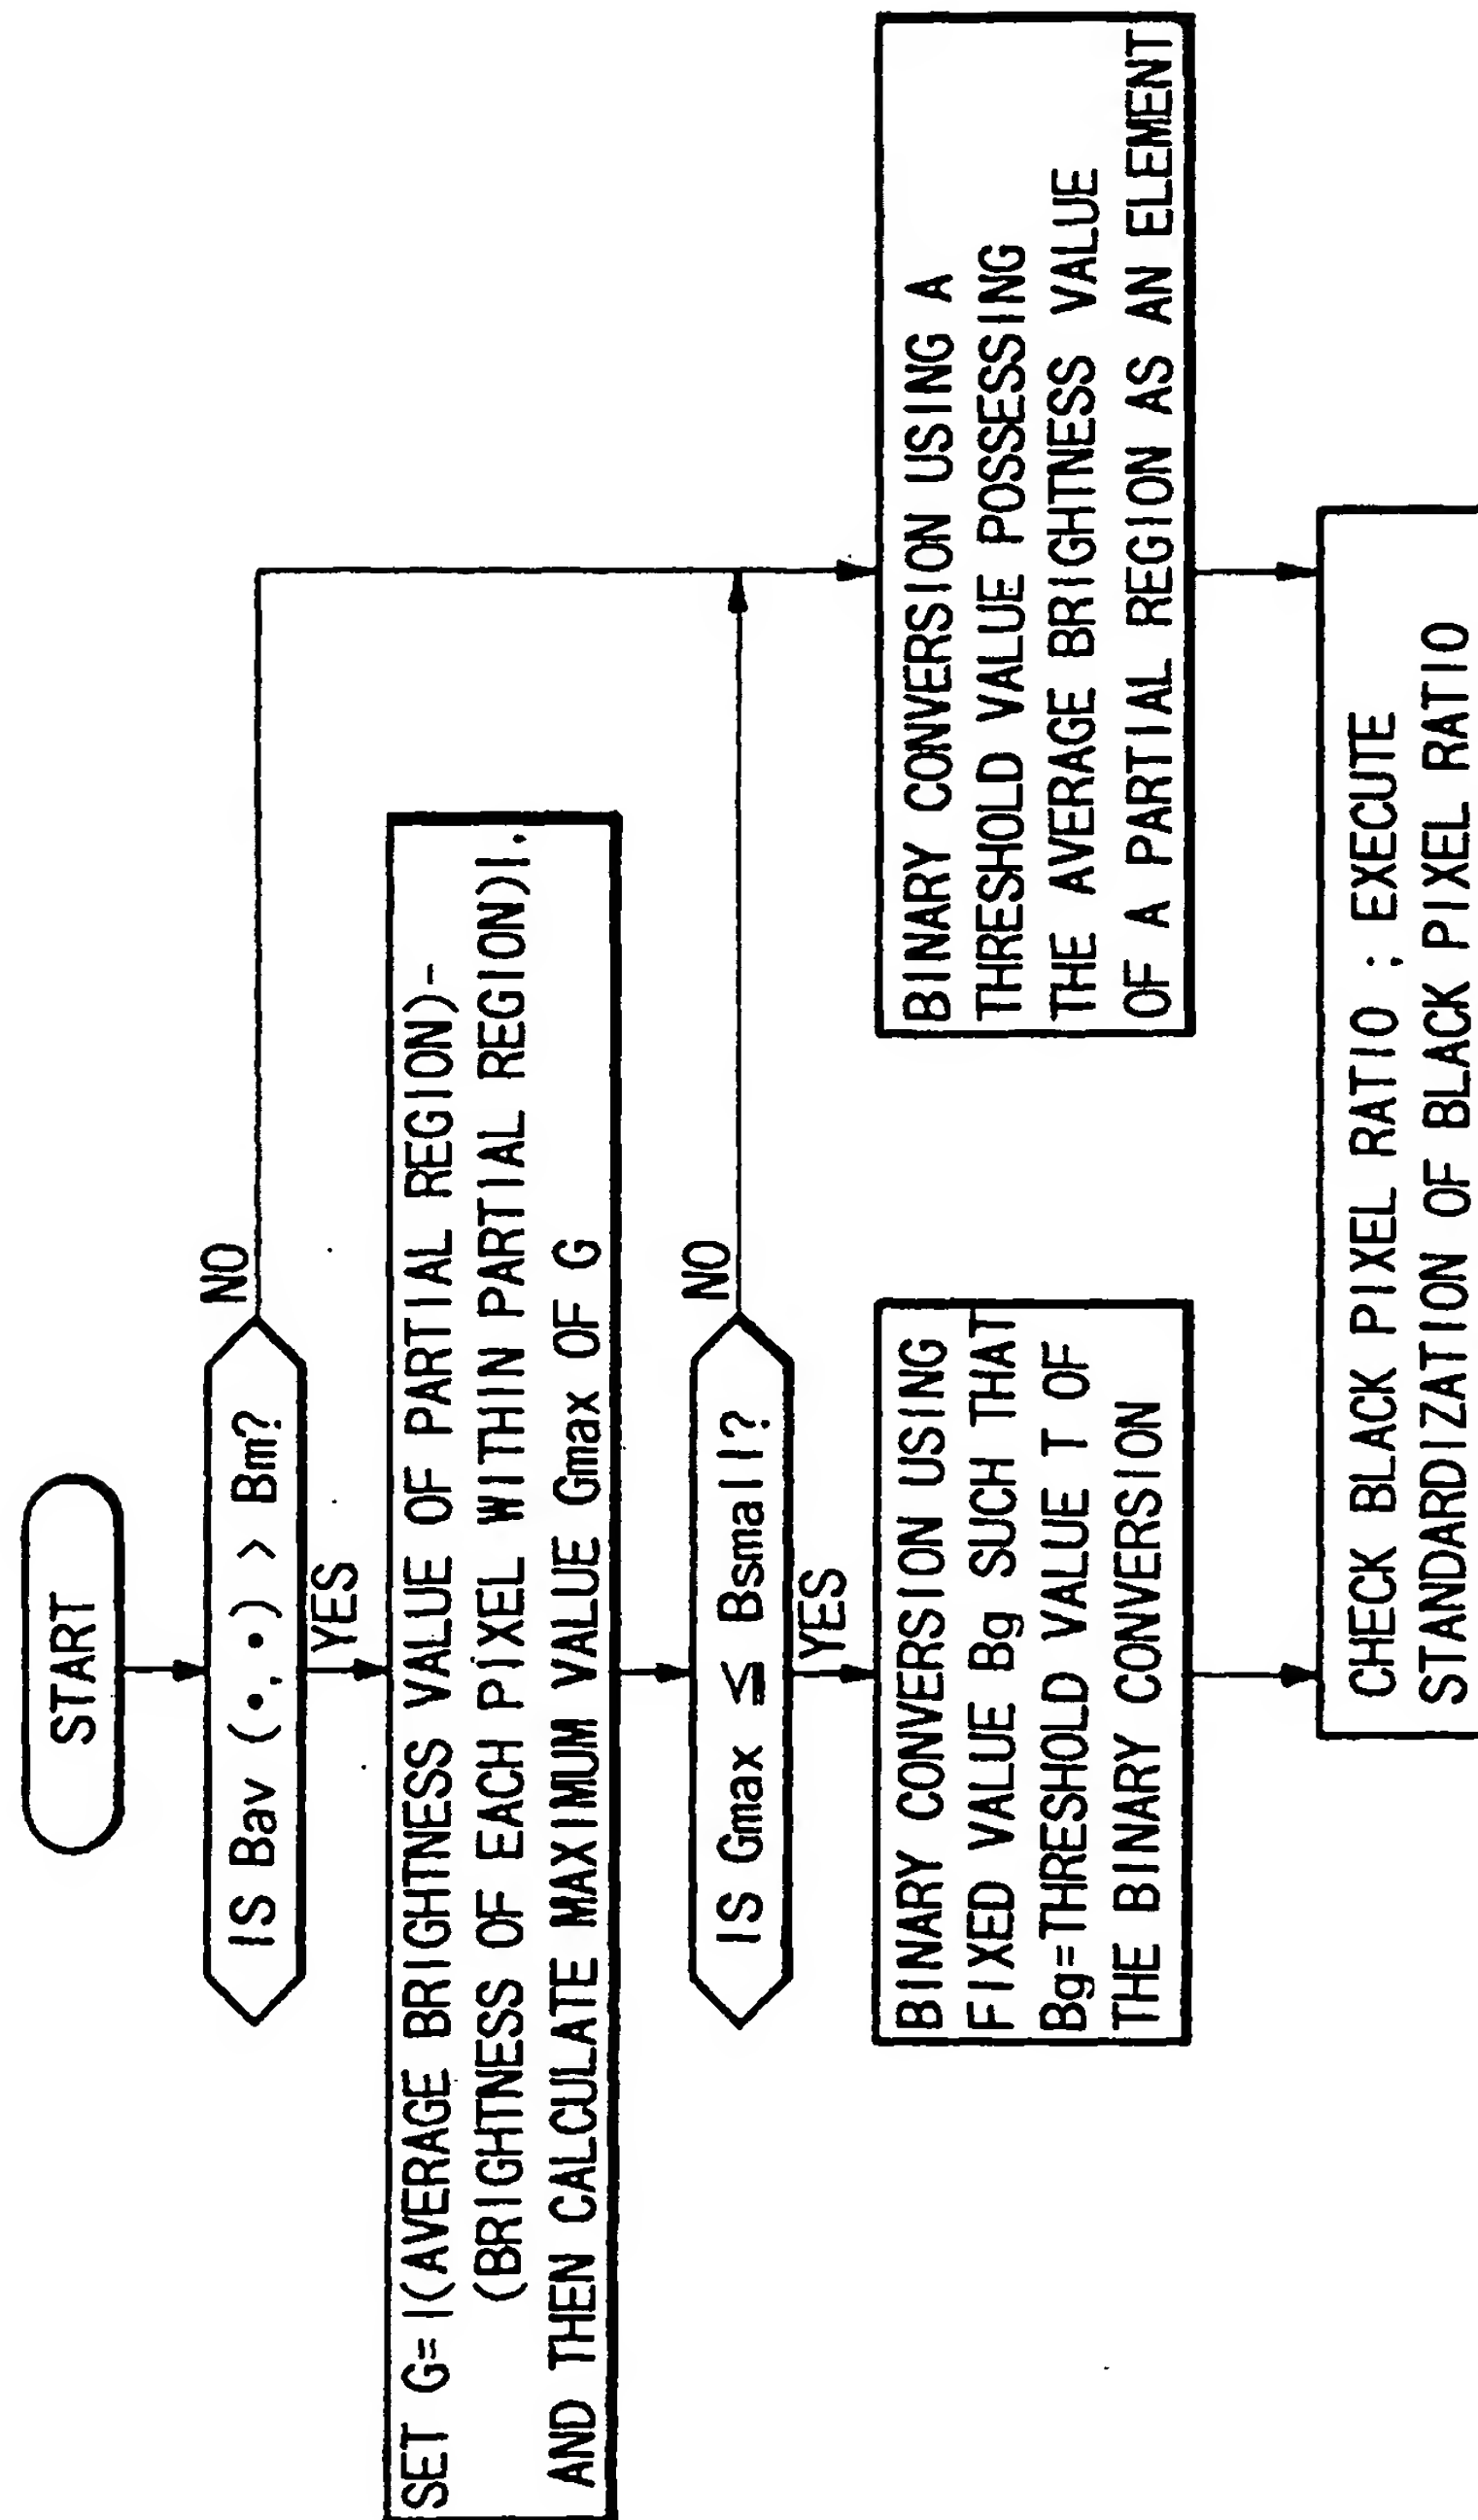 START
IS Bav (•,•) > Bm?
NO
YES
SET G=|(AVERAGE BRIGHTNESS VALUE OF PARTIAL REGION)-
(BRIGHTNESS OF EACH PIXEL WITHIN PARTIAL REGION)|.
AND THEN CALCULATE MAXIMUM VALUE Gmax OF G
IS Gmax ≦ Bsmall?
NO
YES
BINARY CONVERSION USING
FIXED VALUE Bg SUCH THAT
Bg=THRESHOLD VALUE T OF
THE BINARY CONVERSION
BINARY CONVERSION USING A
THRESHOLD VALUE POSSESSING
THE AVERAGE BRIGHTNESS VALUE
OF A PARTIAL REGION AS AN ELEMENT
CHECK BLACK PIXEL RATIO ; EXECUTE
STANDARDIZATION OF BLACK PIXEL RATIO